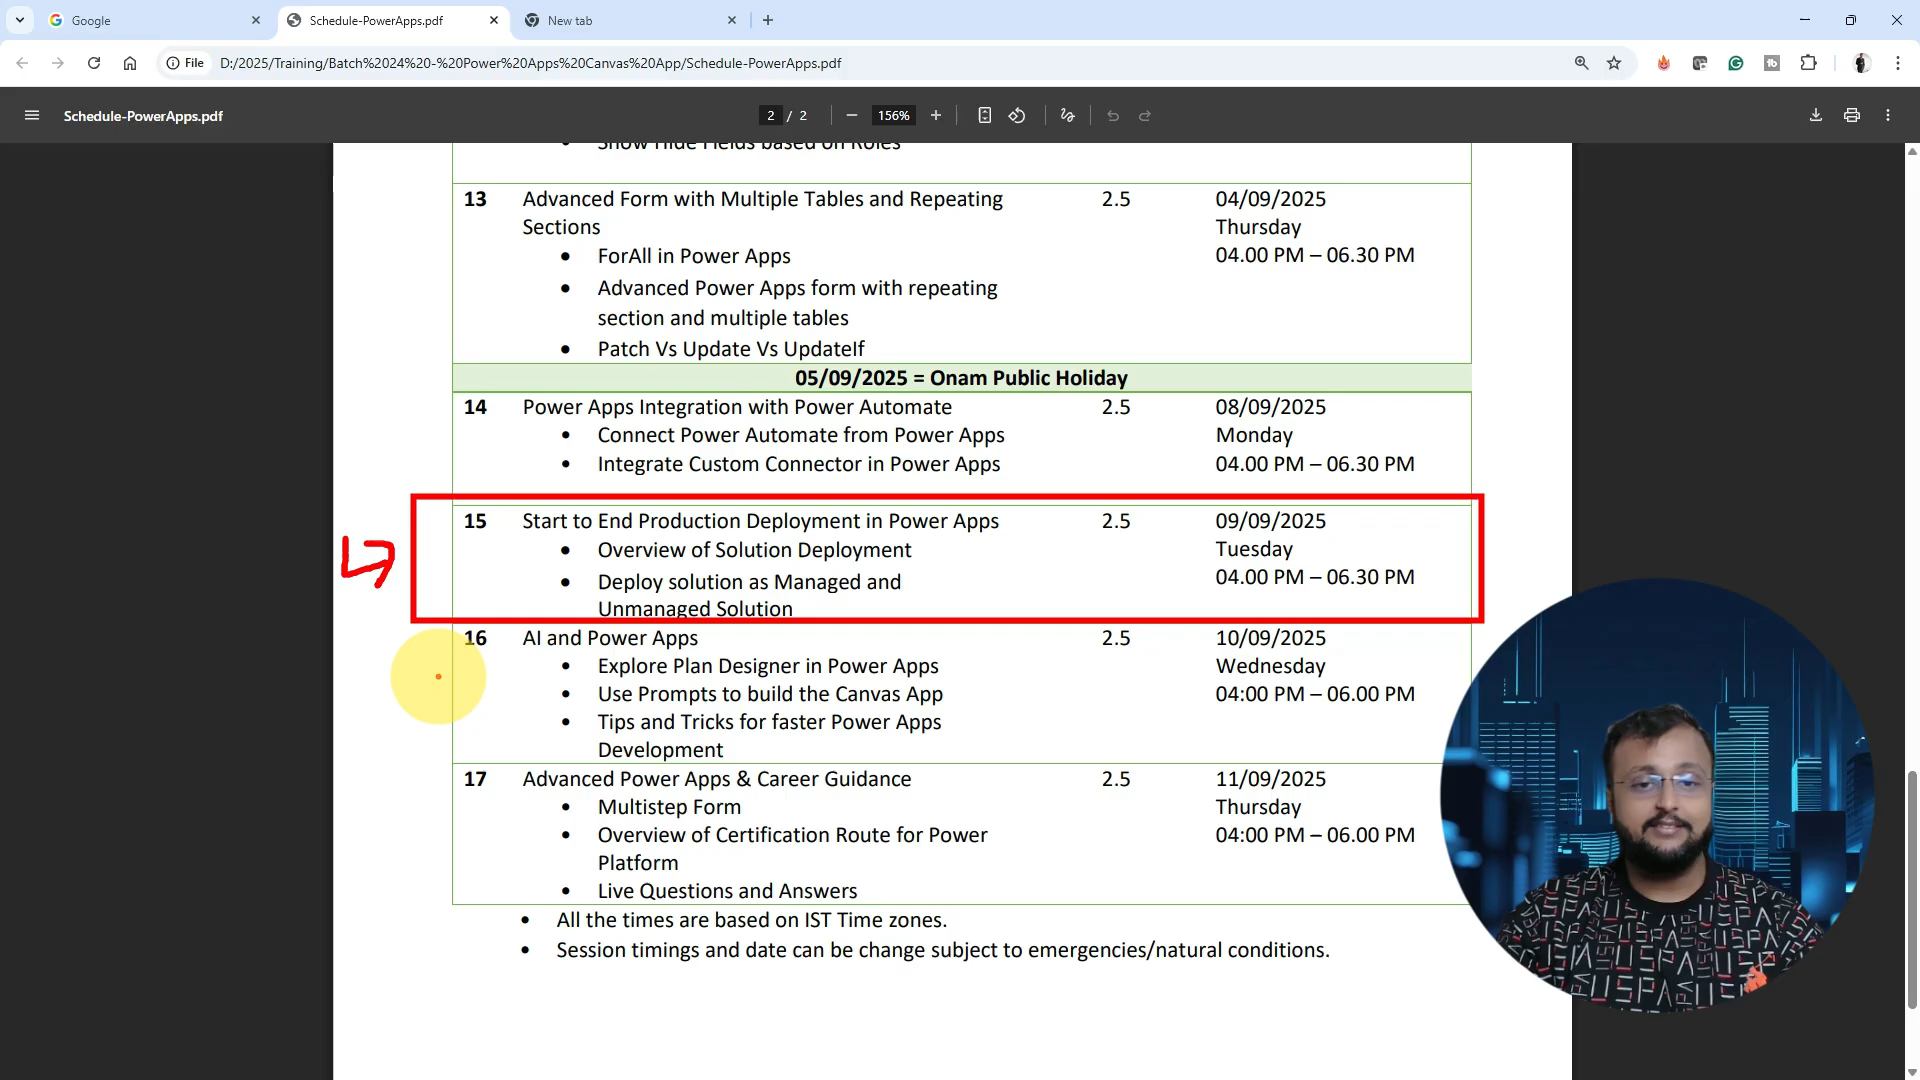 Google
Schedule-PowerApps.pdf
New tab
File
D:/2025/Training/Batch%2024%20-%20Power%20Apps%20Canvas%20App/Schedule-PowerApps.pdf
Schedule-PowerApps.pdf
2 / 2
156%
• Show Hide Fields based on Roles
13 Advanced Form with Multiple Tables and Repeating 2.5 04/09/2025
Sections Thursday
• ForAll in Power Apps 04.00 PM – 06.30 PM
• Advanced Power Apps form with repeating
section and multiple tables
• Patch Vs Update Vs UpdateIf
05/09/2025 = Onam Public Holiday
14 Power Apps Integration with Power Automate 2.5 08/09/2025
• Connect Power Automate from Power Apps Monday
• Integrate Custom Connector in Power Apps 04.00 PM – 06.30 PM
15 Start to End Production Deployment in Power Apps 2.5 09/09/2025
• Overview of Solution Deployment Tuesday
• Deploy solution as Managed and 04.00 PM – 06.30 PM
Unmanaged Solution
16 AI and Power Apps 2.5 10/09/2025
• Explore Plan Designer in Power Apps Wednesday
• Use Prompts to build the Canvas App 04:00 PM – 06.00 PM
• Tips and Tricks for faster Power Apps
Development
17 Advanced Power Apps & Career Guidance 2.5 11/09/2025
• Multistep Form Thursday
• Overview of Certification Route for Power 04:00 PM – 06.00 PM
Platform
• Live Questions and Answers
• All the times are based on IST Time zones.
• Session timings and date can be change subject to emergencies/natural conditions.